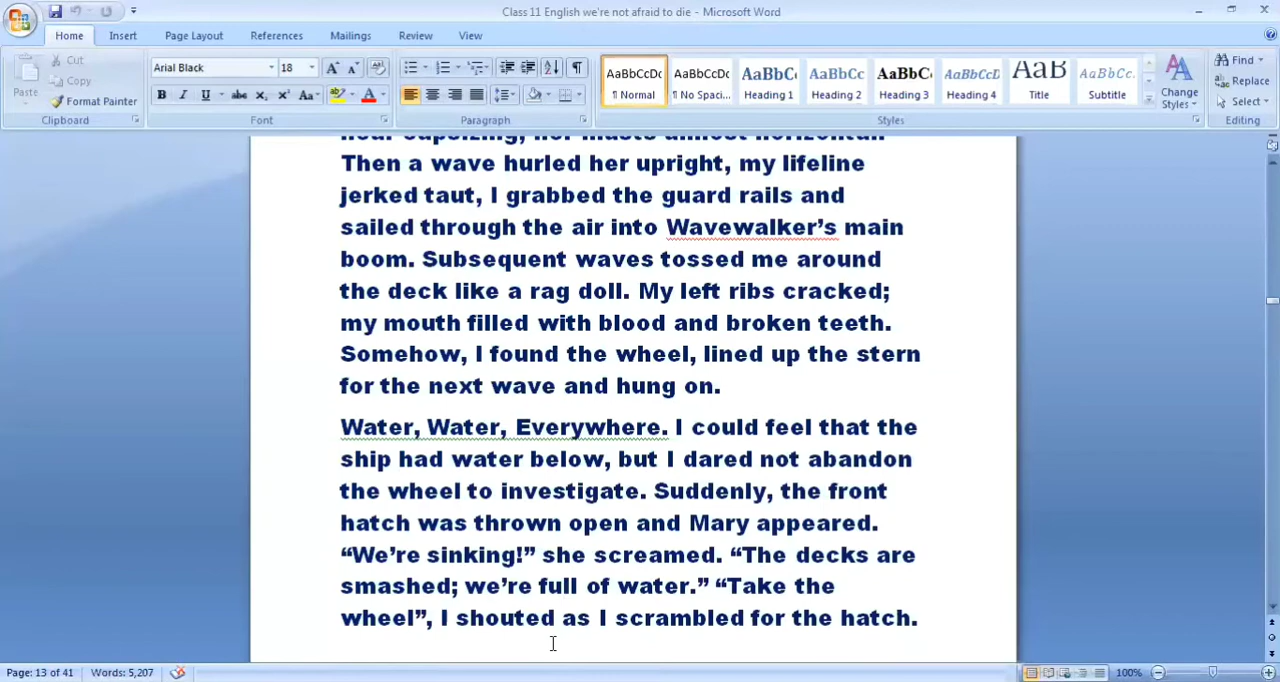 Class 11 English we're not afraid to die - Microsoft Word
Home Insert Page Layout References Mailings Review View
Cut
Copy
Format Painter
Paste
Clipboard
Arial Black 18
Font
Paragraph
AaBbCcDc AaBbCcDc AaBbC AaBbCc AaBbC AaBbCcD AaB AaBbCc.
¶ Normal ¶ No Spaci... Heading 1 Heading 2 Heading 3 Heading 4 Title Subtitle
Change Styles
Styles
Find
Replace
Select
Editing
Then a wave hurled her upright, my lifeline
jerked taut, I grabbed the guard rails and
sailed through the air into Wavewalker’s main
boom. Subsequent waves tossed me around
the deck like a rag doll. My left ribs cracked;
my mouth filled with blood and broken teeth.
Somehow, I found the wheel, lined up the stern
for the next wave and hung on.
Water, Water, Everywhere. I could feel that the
ship had water below, but I dared not abandon
the wheel to investigate. Suddenly, the front
hatch was thrown open and Mary appeared.
“We’re sinking!” she screamed. “The decks are
smashed; we’re full of water.” “Take the
wheel”, I shouted as I scrambled for the hatch.
Page: 13 of 41 Words: 5,207 100%